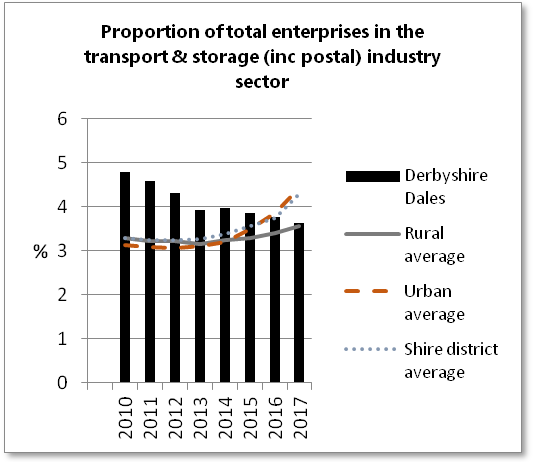 Proportion of total enterprises in the
transport & storage (inc postal) industry
sector
6
5
4
3
2
1
0
%
2010
2011
2012
2013
2014
2015
2016
2017
Derbyshire
Dales
Rural
average
Urban
average
Shire district
average